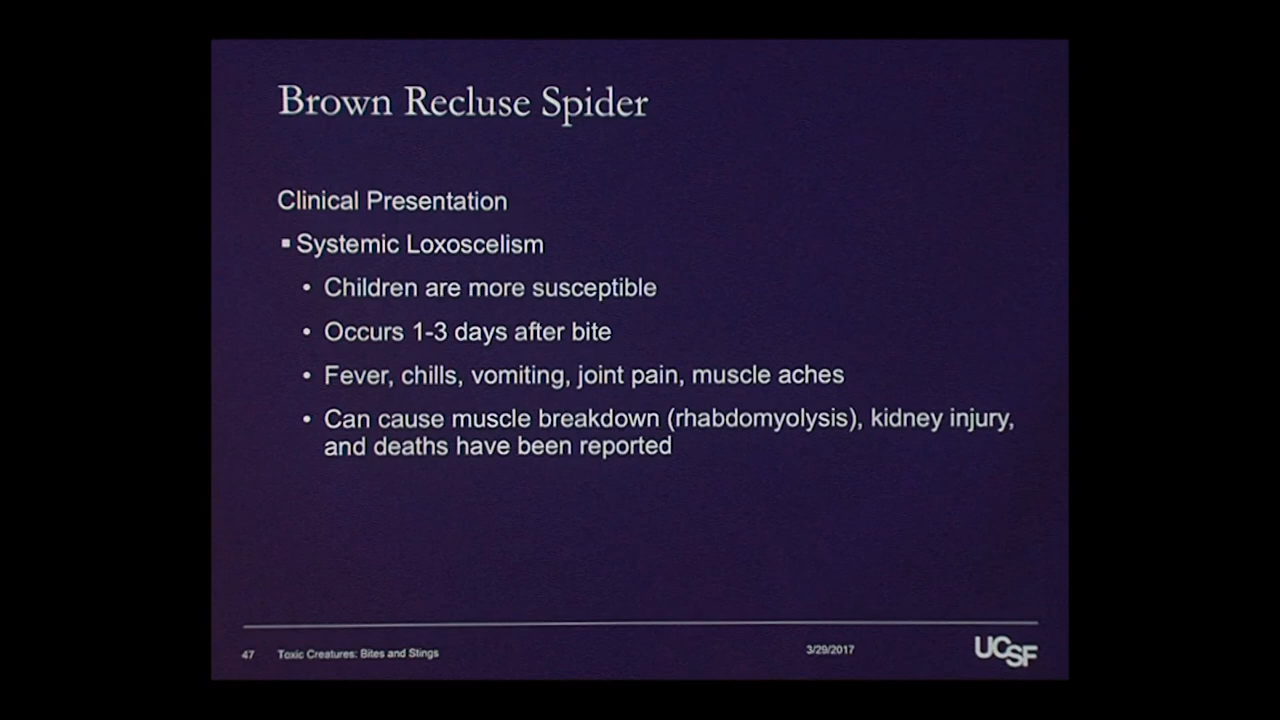 Brown Recluse Spider
Clinical Presentation
▪ Systemic Loxoscelism
• Children are more susceptible
• Occurs 1-3 days after bite
• Fever, chills, vomiting, joint pain, muscle aches
• Can cause muscle breakdown (rhabdomyolysis), kidney injury,
and deaths have been reported
47 Toxic Creatures: Bites and Stings 3/29/2017 UCSF